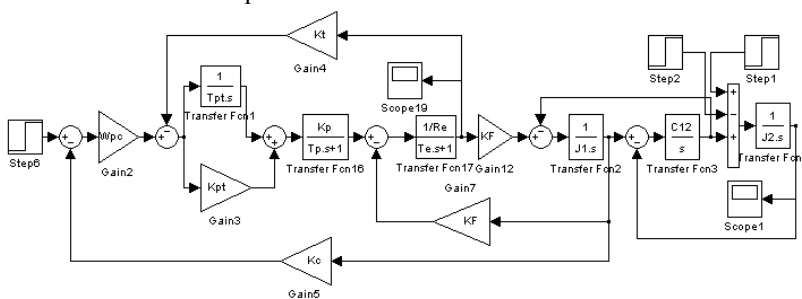 Kt
Gain4
Step2
Step1
1
Tpt.s
Transfer Fcn1
Scope19
Step6
Wpc
Gain2
Kp
Tp.s+1
Transfer Fcn16
1/Re
Te.s+1
Transfer Fcn17
KF
Gain12
1
J1.s
Transfer Fcn2
C12
s
Transfer Fcn3
1
J2.s
Transfer Fcn
Kpt
Gain3
Gain7
KF
Scope1
Kc
Gain5